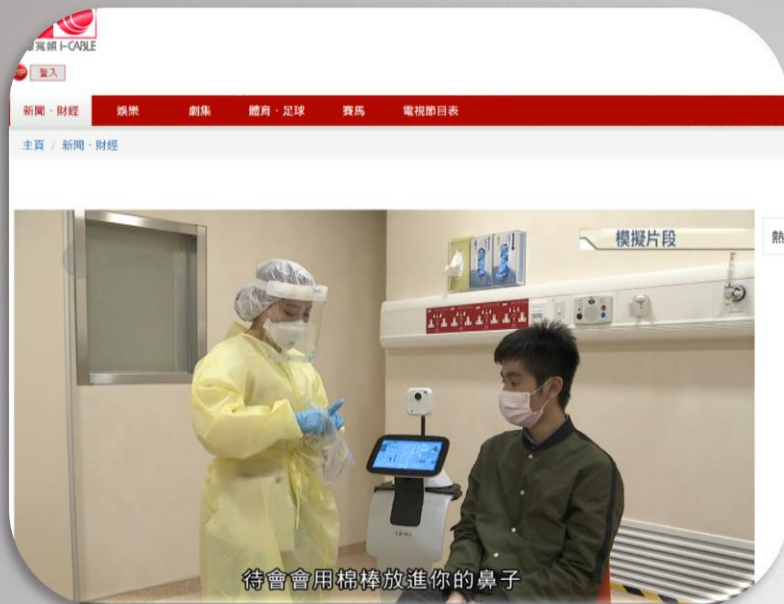 寬頻 i-CABLE
登入
新聞‧財經 娛樂 劇集 體育‧足球 賽馬 電視節目表
主頁 / 新聞‧財經
模擬片段
熱
temi
待會會用棉棒放進你的鼻子